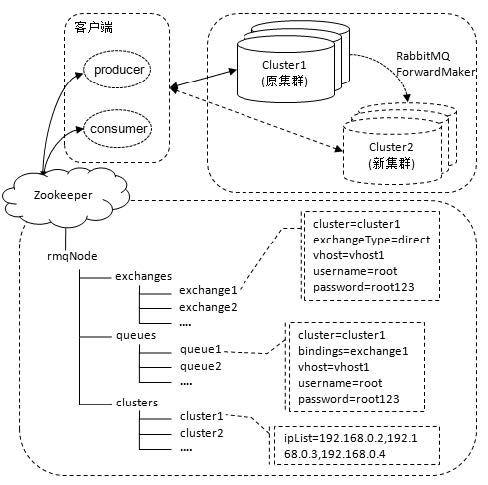 客户端
producer
consumer
Cluster1
(原集群)
RabbitMQ
ForwardMaker
Cluster2
(新集群)
Zookeeper
rmqNode
exchanges
exchange1
exchange2
....
queues
queue1
queue2
....
clusters
cluster1
cluster2
....
cluster=cluster1
exchangeType=direct
vhost=vhost1
username=root
password=root123
cluster=cluster1
bindings=exchange1
vhost=vhost1
username=root
password=root123
ipList=192.168.0.2,192.1
68.0.3,192.168.0.4